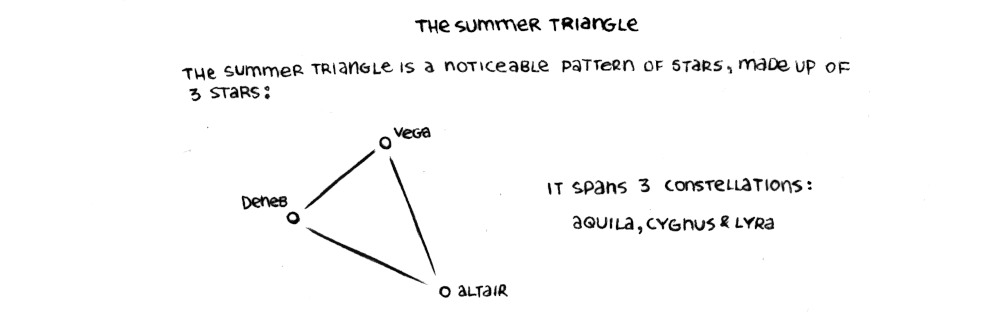 THE SUMMER TRIANGLE
THE SUMMER TRIANGLE IS A NOTICEABLE PATTERN OF STARS, MADE UP OF
3 STARS:
VEGA
DENEB
IT SPANS 3 CONSTELLATIONS:
AQUILA, CYGNUS & LYRA
ALTAIR